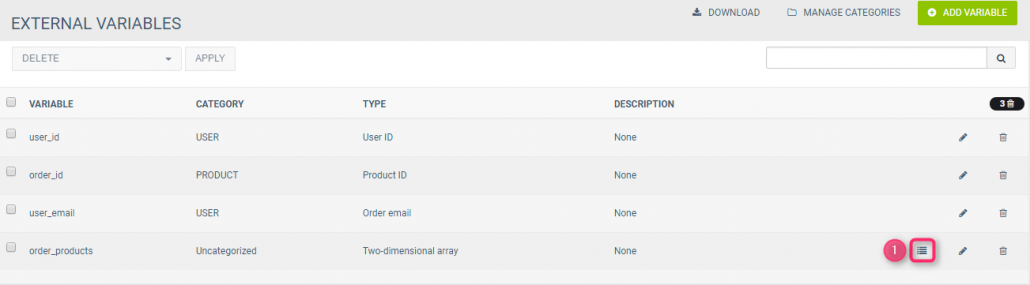 EXTERNAL VARIABLES DOWNLOAD MANAGE CATEGORIES ADD VARIABLE
DELETE APPLY
VARIABLE CATEGORY TYPE DESCRIPTION 3
user_id USER User ID None
order_id PRODUCT Product ID None
user_email USER Order email None
order_products Uncategorized Two-dimensional array None 1